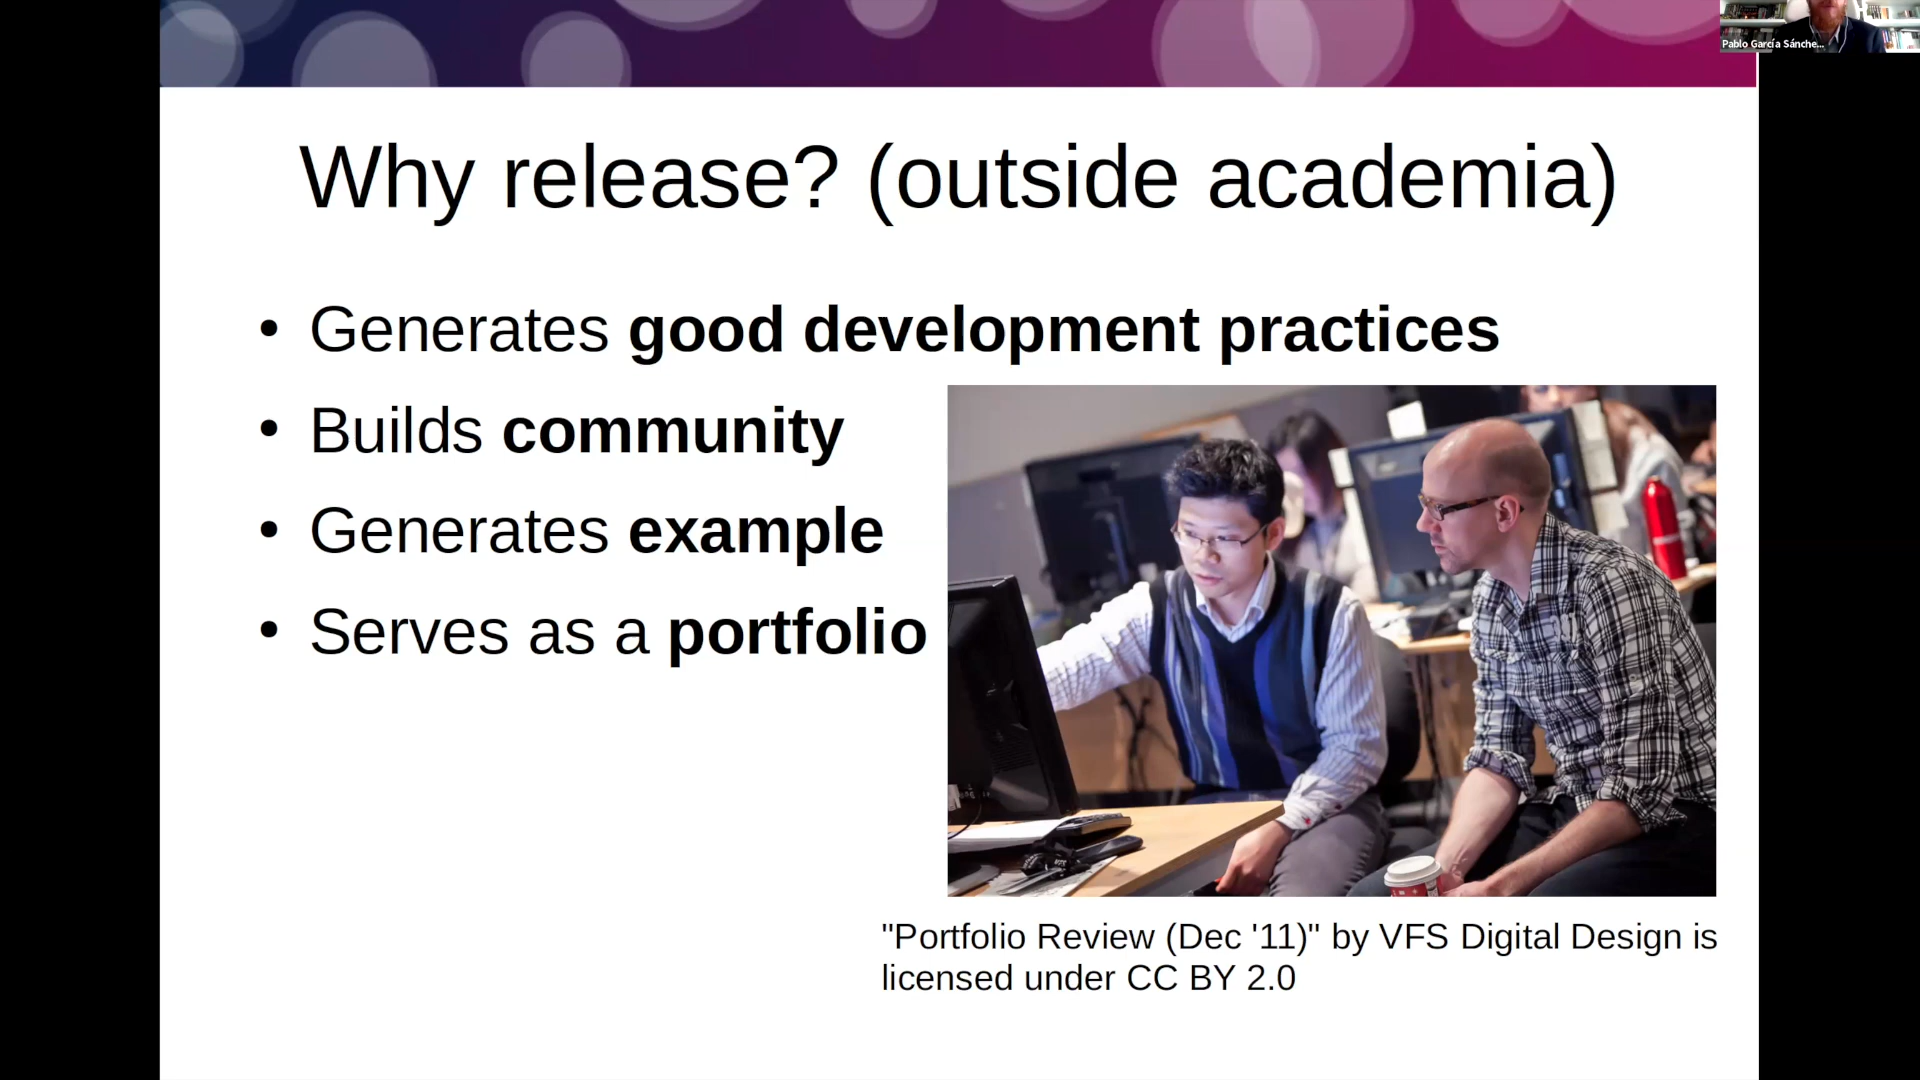 Pablo García Sánche...
Why release? (outside academia)
• Generates good development practices
• Builds community
• Generates example
• Serves as a portfolio
"Portfolio Review (Dec '11)" by VFS Digital Design is
licensed under CC BY 2.0